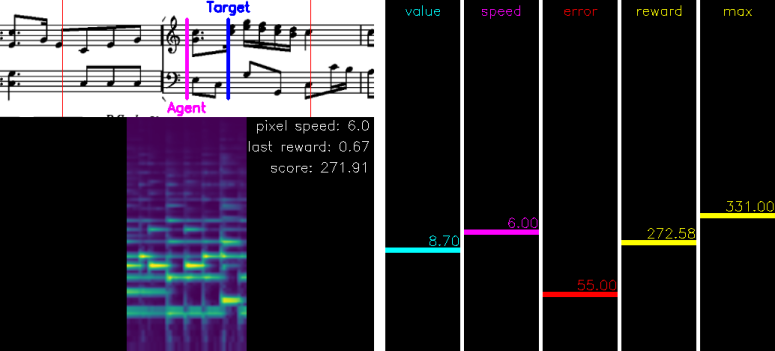 Target
Agent
pixel speed: 6.0
last reward: 0.67
score: 271.91
value
speed
error
reward
max
8.70
6.00
55.00
272.58
331.00